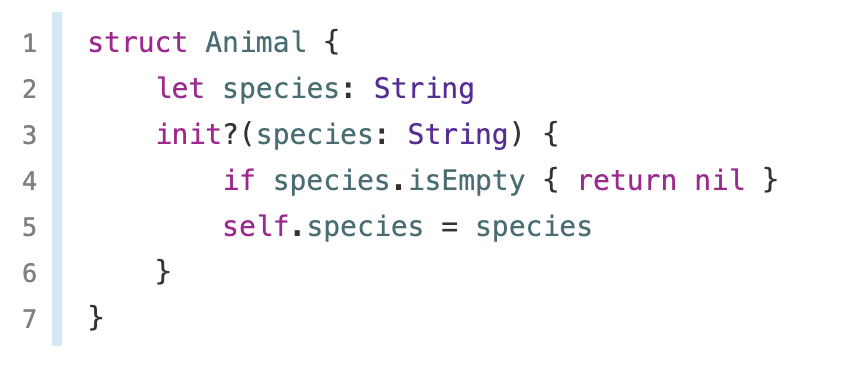 1 struct Animal {
2 let species: String
3 init?(species: String) {
4 if species.isEmpty { return nil }
5 self.species = species
6 }
7 }